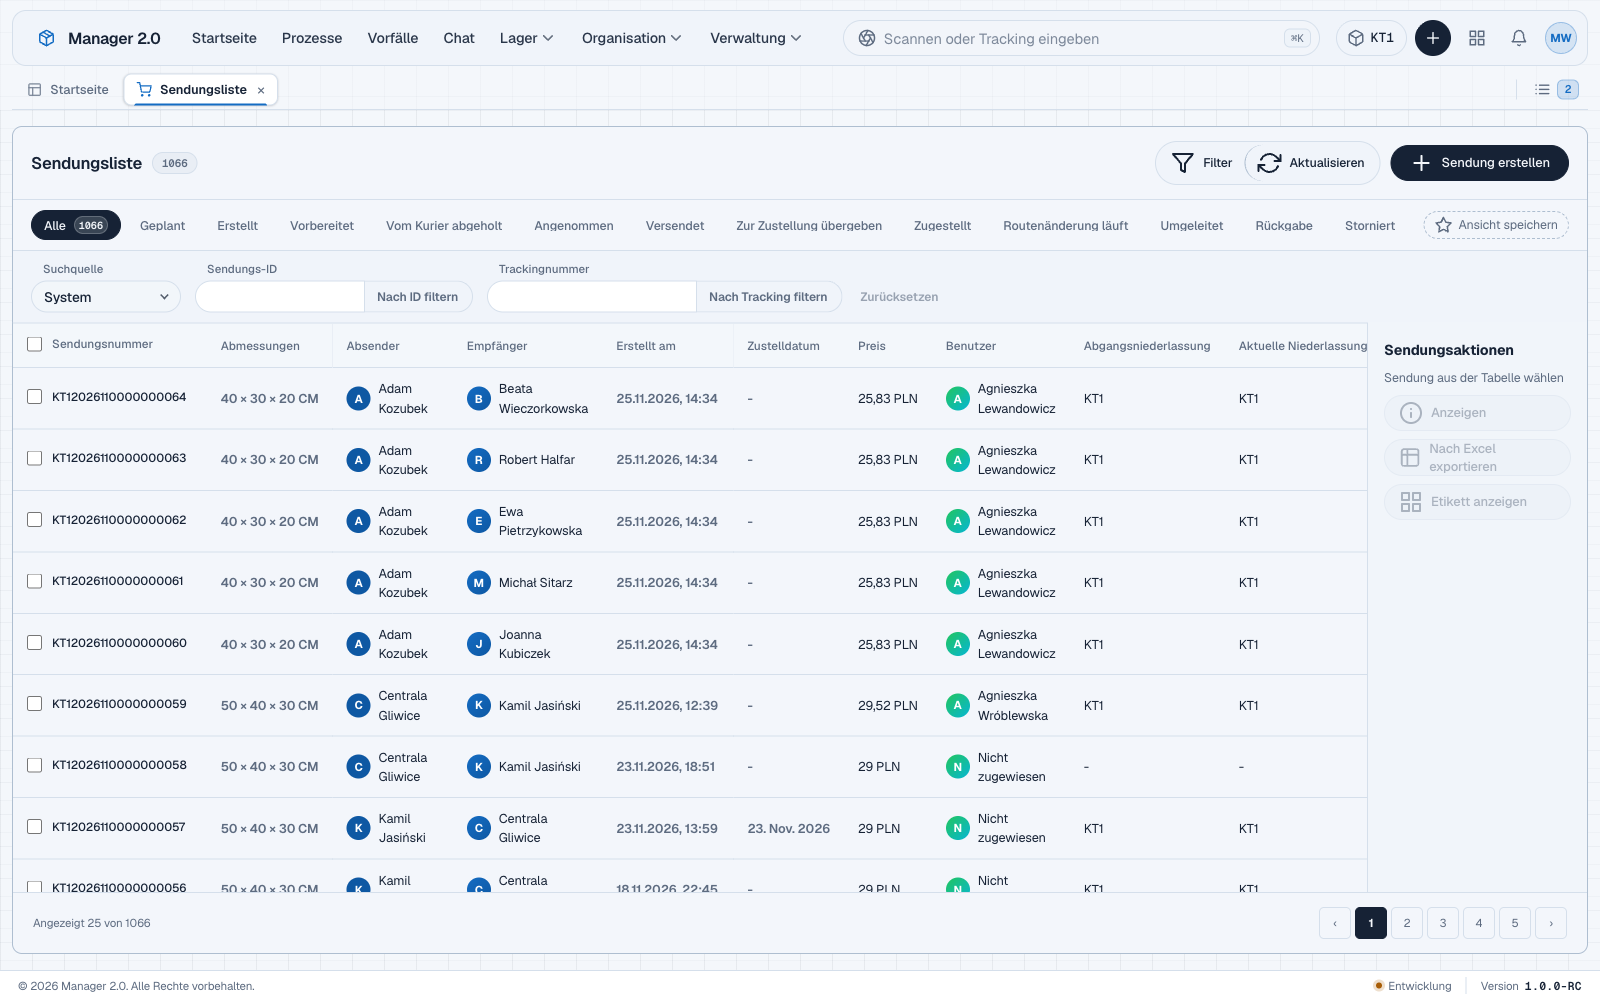 Manager 2.0 Startseite Prozesse Vorfälle Chat Lager Organisation Verwaltung Scannen oder Tracking eingeben ⌘K KT1 MW
Startseite Sendungsliste × 2
Sendungsliste 1066 Filter Aktualisieren Sendung erstellen
Alle 1066 Geplant Erstellt Vorbereitet Vom Kurier abgeholt Angenommen Versendet Zur Zustellung übergeben Zugestellt Routenänderung läuft Umgeleitet Rückgabe Storniert Ansicht speichern
Suchquelle Sendungs-ID Trackingnummer
System Nach ID filtern Nach Tracking filtern Zurücksetzen
Sendungsnummer Abmessungen Absender Empfänger Erstellt am Zustelldatum Preis Benutzer Abgangsniederlassung Aktuelle Niederlassung
KT12026110000000064 40 × 30 × 20 CM A Adam Kozubek B Beata Wieczorkowska 25.11.2026, 14:34 - 25,83 PLN A Agnieszka Lewandowicz KT1 KT1
KT12026110000000063 40 × 30 × 20 CM A Adam Kozubek R Robert Halfar 25.11.2026, 14:34 - 25,83 PLN A Agnieszka Lewandowicz KT1 KT1
KT12026110000000062 40 × 30 × 20 CM A Adam Kozubek E Ewa Pietrzykowska 25.11.2026, 14:34 - 25,83 PLN A Agnieszka Lewandowicz KT1 KT1
KT12026110000000061 40 × 30 × 20 CM A Adam Kozubek M Michał Sitarz 25.11.2026, 14:34 - 25,83 PLN A Agnieszka Lewandowicz KT1 KT1
KT12026110000000060 40 × 30 × 20 CM A Adam Kozubek J Joanna Kubiczek 25.11.2026, 14:34 - 25,83 PLN A Agnieszka Lewandowicz KT1 KT1
KT12026110000000059 50 × 40 × 30 CM C Centrala Gliwice K Kamil Jasiński 25.11.2026, 12:39 - 29,52 PLN A Agnieszka Wróblewska KT1 KT1
KT12026110000000058 50 × 40 × 30 CM C Centrala Gliwice K Kamil Jasiński 23.11.2026, 18:51 - 29 PLN N Nicht zugewiesen - -
KT12026110000000057 50 × 40 × 30 CM K Kamil Jasiński C Centrala Gliwice 23.11.2026, 13:59 23. Nov. 2026 29 PLN N Nicht zugewiesen KT1 KT1
KT12026110000000056 50 × 40 × 30 CM K Kamil C Centrala 18.11.2026, 22:45 - 29 PLN N Nicht KT1 KT1
Sendungsaktionen
Sendung aus der Tabelle wählen
Anzeigen
Nach Excel
exportieren
Etikett anzeigen
Angezeigt 25 von 1066 ‹ 1 2 3 4 5 ›
© 2026 Manager 2.0. Alle Rechte vorbehalten. Entwicklung Version 1.0.0-RC